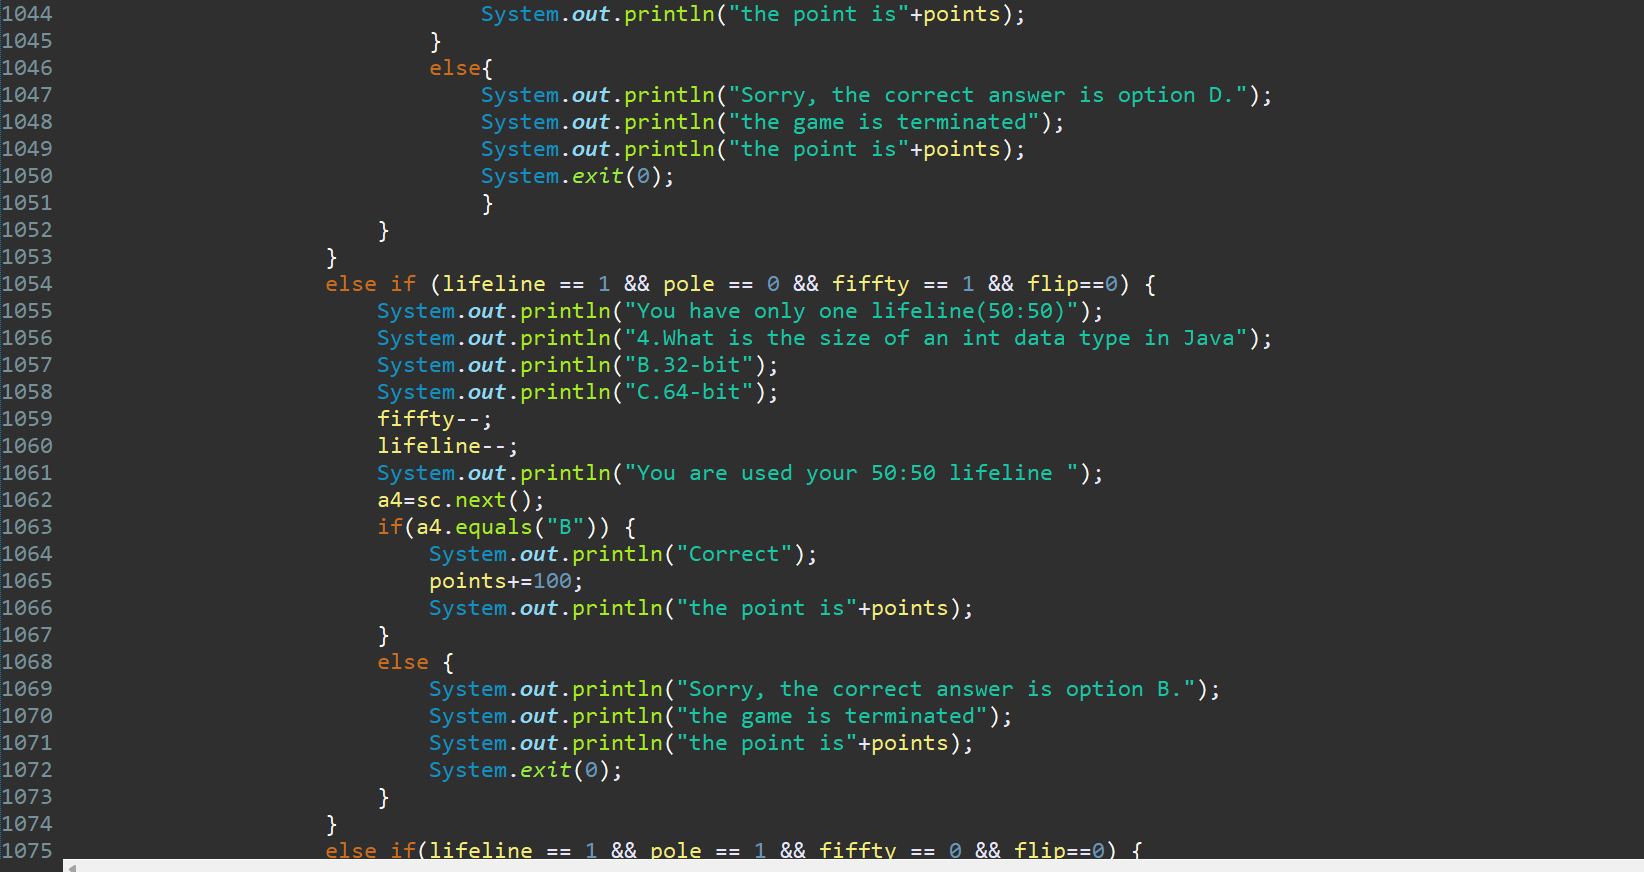 1044 System.out.println("the point is"+points);
1045 }
1046 else{
1047 System.out.println("Sorry, the correct answer is option D.");
1048 System.out.println("the game is terminated");
1049 System.out.println("the point is"+points);
1050 System.exit(0);
1051 }
1052 }
1053 }
1054 else if (lifeline == 1 && pole == 0 && fiffty == 1 && flip==0) {
1055 System.out.println("You have only one lifeline(50:50)");
1056 System.out.println("4.What is the size of an int data type in Java");
1057 System.out.println("B.32-bit");
1058 System.out.println("C.64-bit");
1059 fiffty--;
1060 lifeline--;
1061 System.out.println("You are used your 50:50 lifeline ");
1062 a4=sc.next();
1063 if(a4.equals("B")) {
1064 System.out.println("Correct");
1065 points+=100;
1066 System.out.println("the point is"+points);
1067 }
1068 else {
1069 System.out.println("Sorry, the correct answer is option B.");
1070 System.out.println("the game is terminated");
1071 System.out.println("the point is"+points);
1072 System.exit(0);
1073 }
1074 }
1075 else if(lifeline == 1 && pole == 1 && fiffty == 0 && flip==0) {